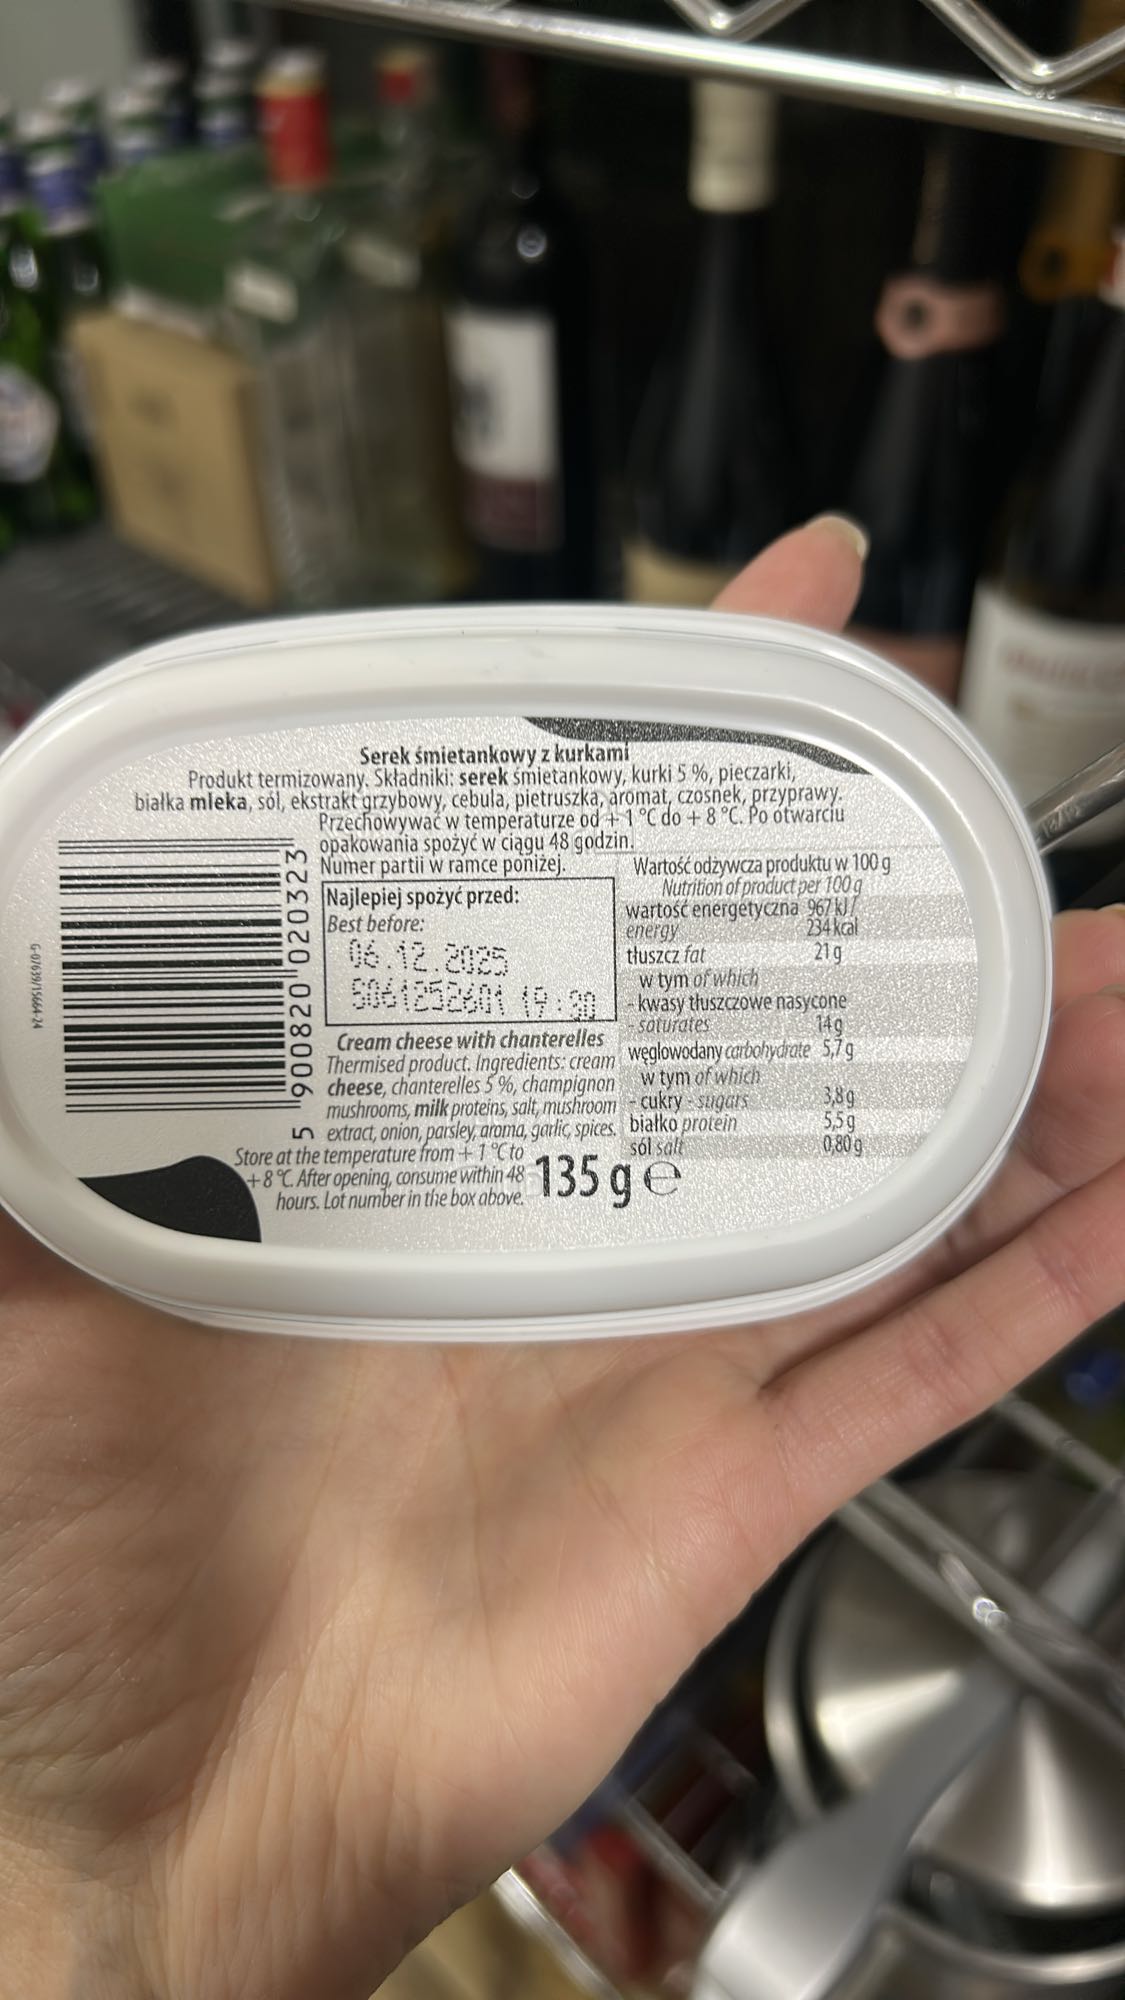 Serek śmietankowy z kurkami
Produkt termizowany. Składniki: serek śmietankowy, kurki 5 %, pieczarki,
białka mleka, sól, ekstrakt grzybowy, cebula, pietruszka, aromat, czosnek, przyprawy.
Przechowywać w temperaturze od + 1 °C do + 8 °C. Po otwarciu
opakowania spożyć w ciągu 48 godzin.
Numer partii w ramce poniżej.
Najlepiej spożyć przed:
Best before:
06.12.2025
S061252601 19:30
Cream cheese with chanterelles
Thermised product. Ingredients: cream
cheese, chanterelles 5 %, champignon
mushrooms, milk proteins, salt, mushroom
extract, onion, parsley, aroma, garlic, spices.
Store at the temperature from + 1 °C to
+8 °C. After opening, consume within 48
hours. Lot number in the box above.
135 g e
Wartość odżywcza produktu w 100 g
Nutrition of product per 100 g
wartość energetyczna 967 kJ/
energy 234 kcal
tłuszcz fat 21 g
w tym of which
- kwasy tłuszczowe nasycone
- saturates 14 g
węglowodany carbohydrate 5,7 g
w tym of which
- cukry - sugars 3,8 g
białko protein 5,5 g
sól salt 0,80 g
5 900820 020323
G-07639/15664-24